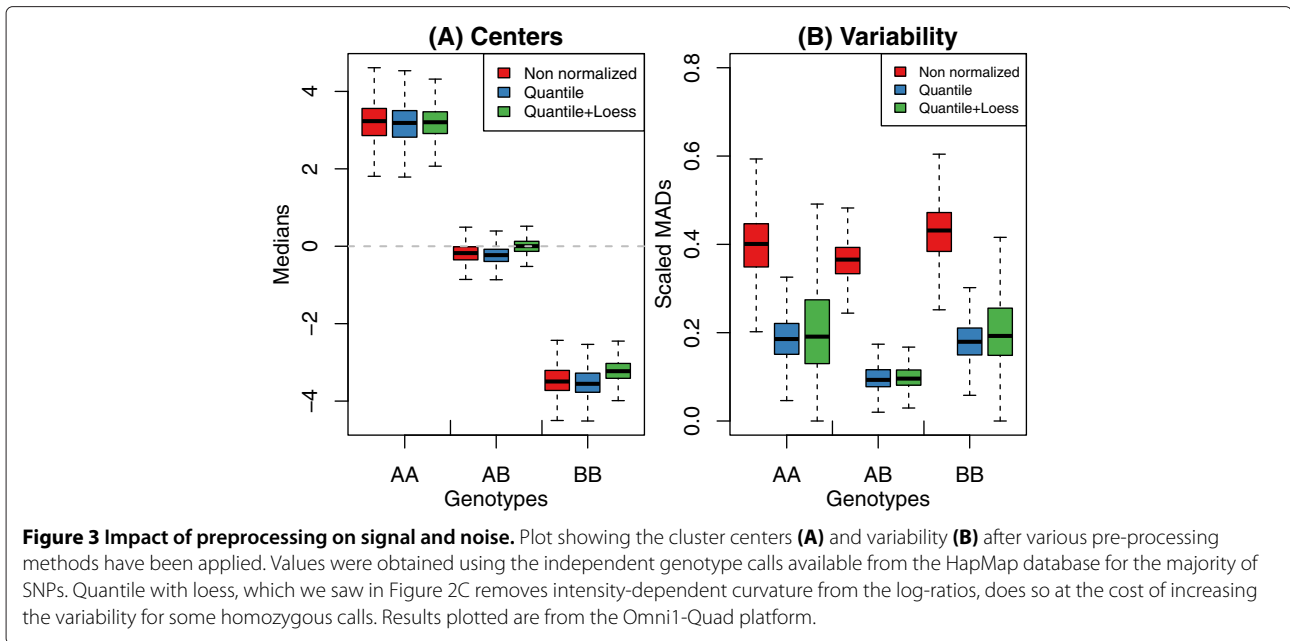 (A) Centers
Non normalized
Quantile
Quantile+Loess
Medians
4
2
0
−2
−4
AA
AB
BB
Genotypes
(B) Variability
Non normalized
Quantile
Quantile+Loess
Scaled MADs
0.8
0.6
0.4
0.2
0.0
AA
AB
BB
Genotypes
Figure 3 Impact of preprocessing on signal and noise. Plot showing the cluster centers (A) and variability (B) after various pre-processing
methods have been applied. Values were obtained using the independent genotype calls available from the HapMap database for the majority of
SNPs. Quantile with loess, which we saw in Figure 2C removes intensity-dependent curvature from the log-ratios, does so at the cost of increasing
the variability for some homozygous calls. Results plotted are from the Omni1-Quad platform.